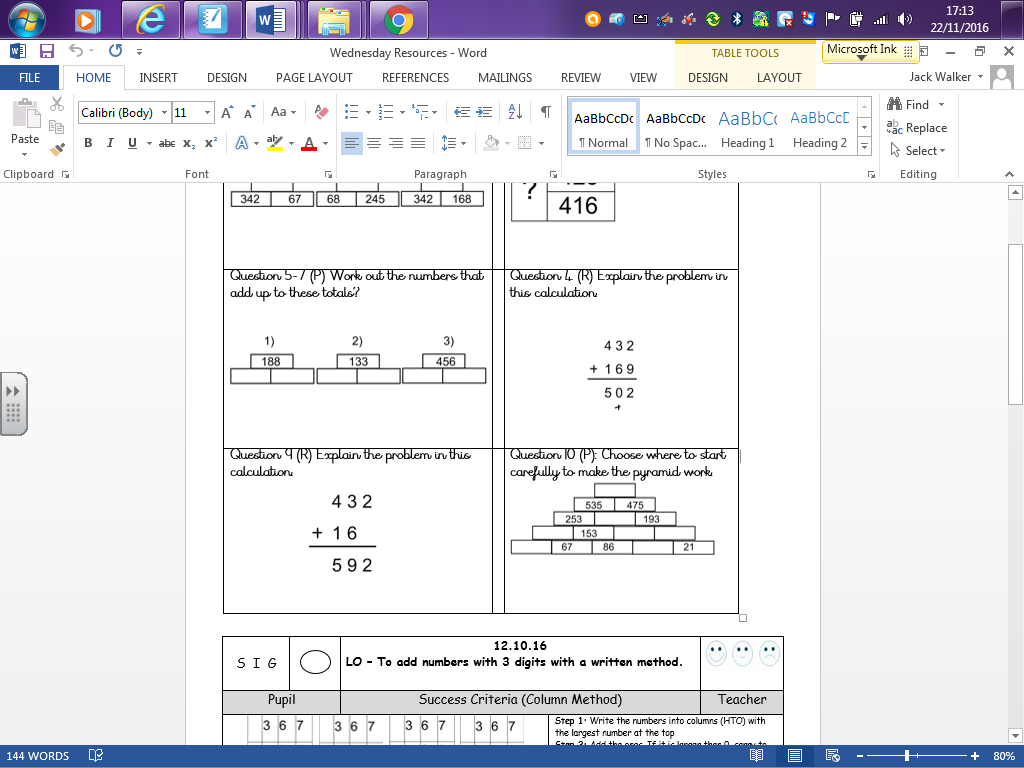 17:13
22/11/2016
Wednesday Resources - Word
TABLE TOOLS
Microsoft Ink
FILE HOME INSERT DESIGN PAGE LAYOUT REFERENCES MAILINGS REVIEW VIEW DESIGN LAYOUT Jack Walker
Paste
Calibri (Body) 11
Aa
B I U abc x2 x2 A A
AaBbCcDc AaBbCcDc AaBbCc AaBbCcD
¶ Normal ¶ No Spac... Heading 1 Heading 2
Find
Replace
Select
Clipboard Font Paragraph Styles Editing
342 67 68 245 342 168
?
416
Question 5-7 (P) Work out the numbers that
add up to these totals?
1) 2) 3)
188 133 456
Question 4 (R) Explain the problem in
this calculation.
4 3 2
+ 1 6 9
5 0 2
Question 9 (R) Explain the problem in this
calculation.
4 3 2
+ 1 6
5 9 2
Question 10 (P): Choose where to start
carefully to make the pyramid work.
535 475
253 193
153
67 86 21
S I G
12.10.16
LO – To add numbers with 3 digits with a written method.
Pupil Success Criteria (Column Method) Teacher
3 6 7 3 6 7 3 6 7 3 6 7
Step 1· Write the numbers into columns (HTO) with
the largest number at the top
144 WORDS 80%